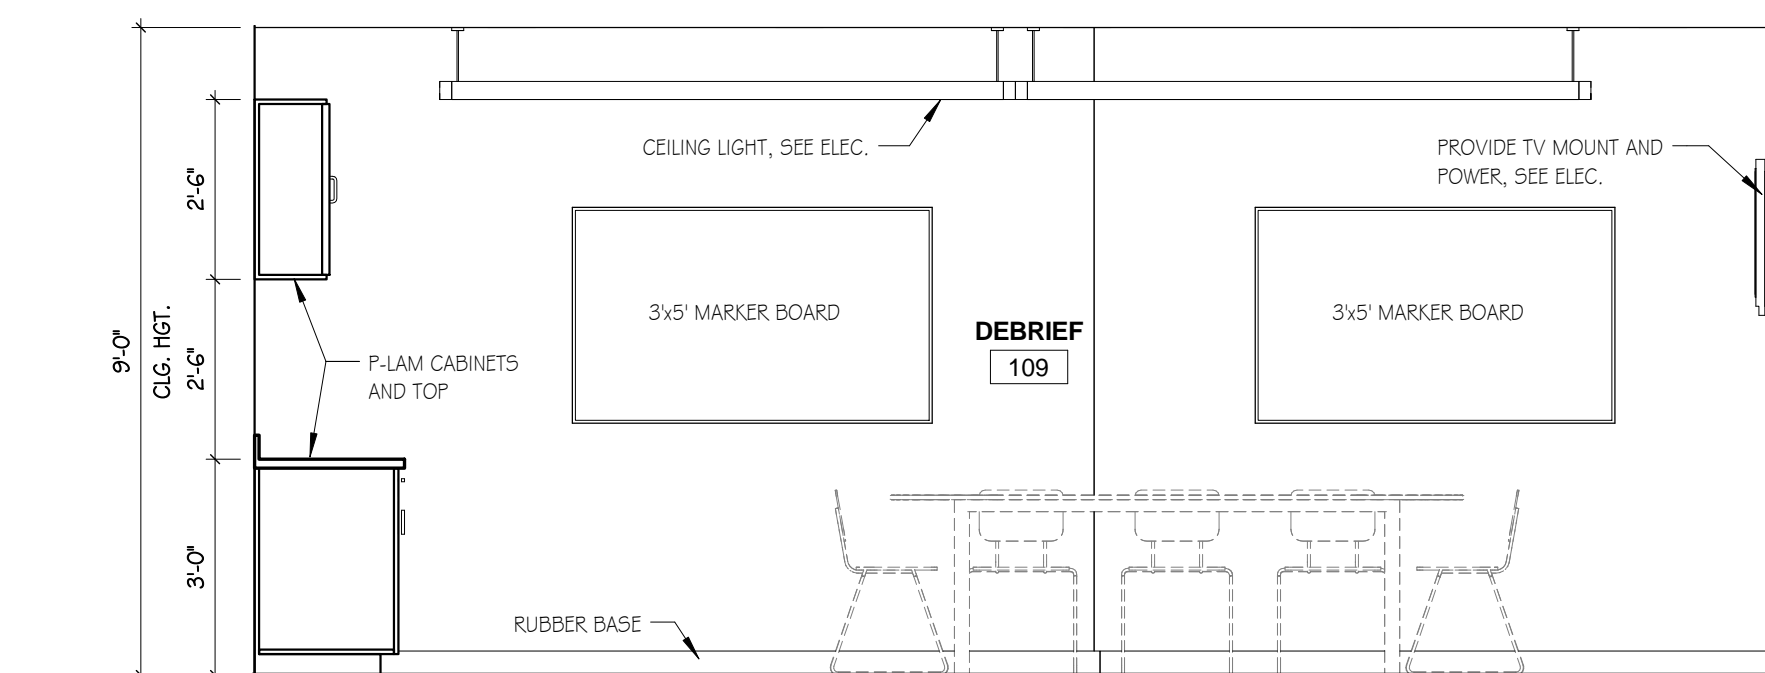 CEILING LIGHT, SEE ELEC.
PROVIDE TV MOUNT AND
POWER, SEE ELEC.
2'-6"
3'x5' MARKER BOARD
3'x5' MARKER BOARD
DEBRIEF
109
9'-0"
CLG. HGT.
2'-6"
P-LAM CABINETS
AND TOP
3'-0"
RUBBER BASE